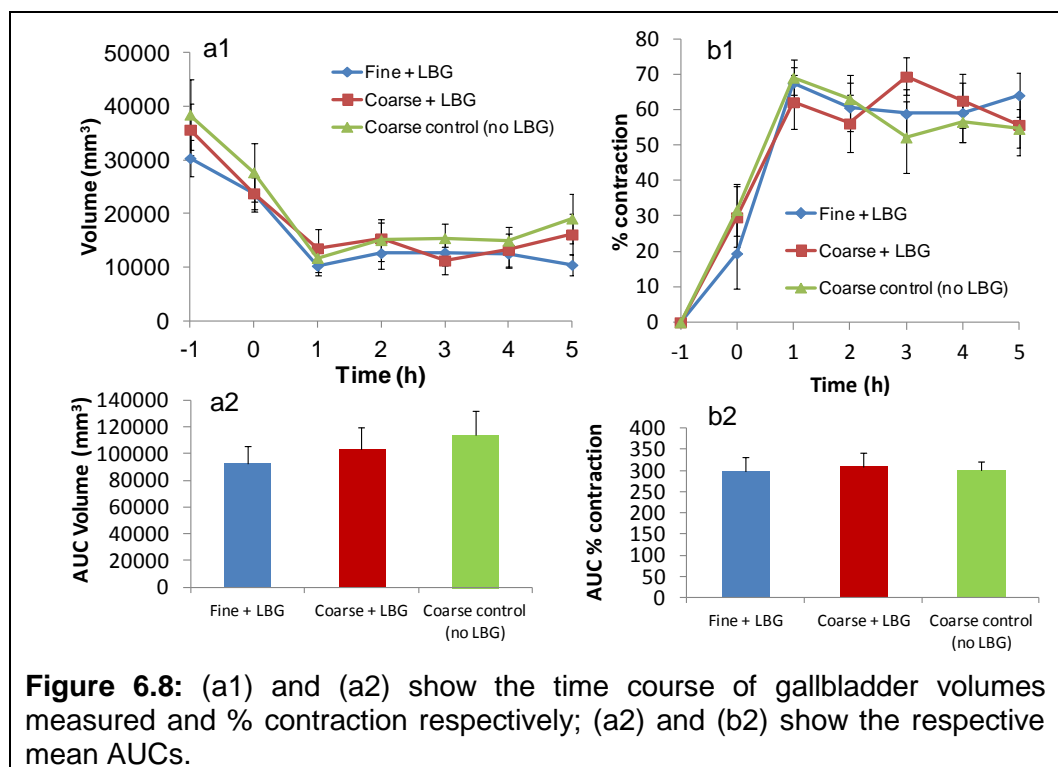 a1
50000
40000
30000
20000
10000
0
Volume (mm³)
Fine + LBG
Coarse + LBG
Coarse control (no LBG)
-1 0 1 2 3 4 5
Time (h)
b1
80
70
60
50
40
30
20
10
0
% contraction
Fine + LBG
Coarse + LBG
Coarse control (no LBG)
-1 0 1 2 3 4 5
Time (h)
a2
140000
120000
100000
80000
60000
40000
20000
0
AUC Volume (mm³)
Fine + LBG Coarse + LBG Coarse control
(no LBG)
b2
400
350
300
250
200
150
100
50
0
AUC % contraction
Fine + LBG Coarse + LBG Coarse control
(no LBG)
Figure 6.8: (a1) and (a2) show the time course of gallbladder volumes
measured and % contraction respectively; (a2) and (b2) show the respective
mean AUCs.